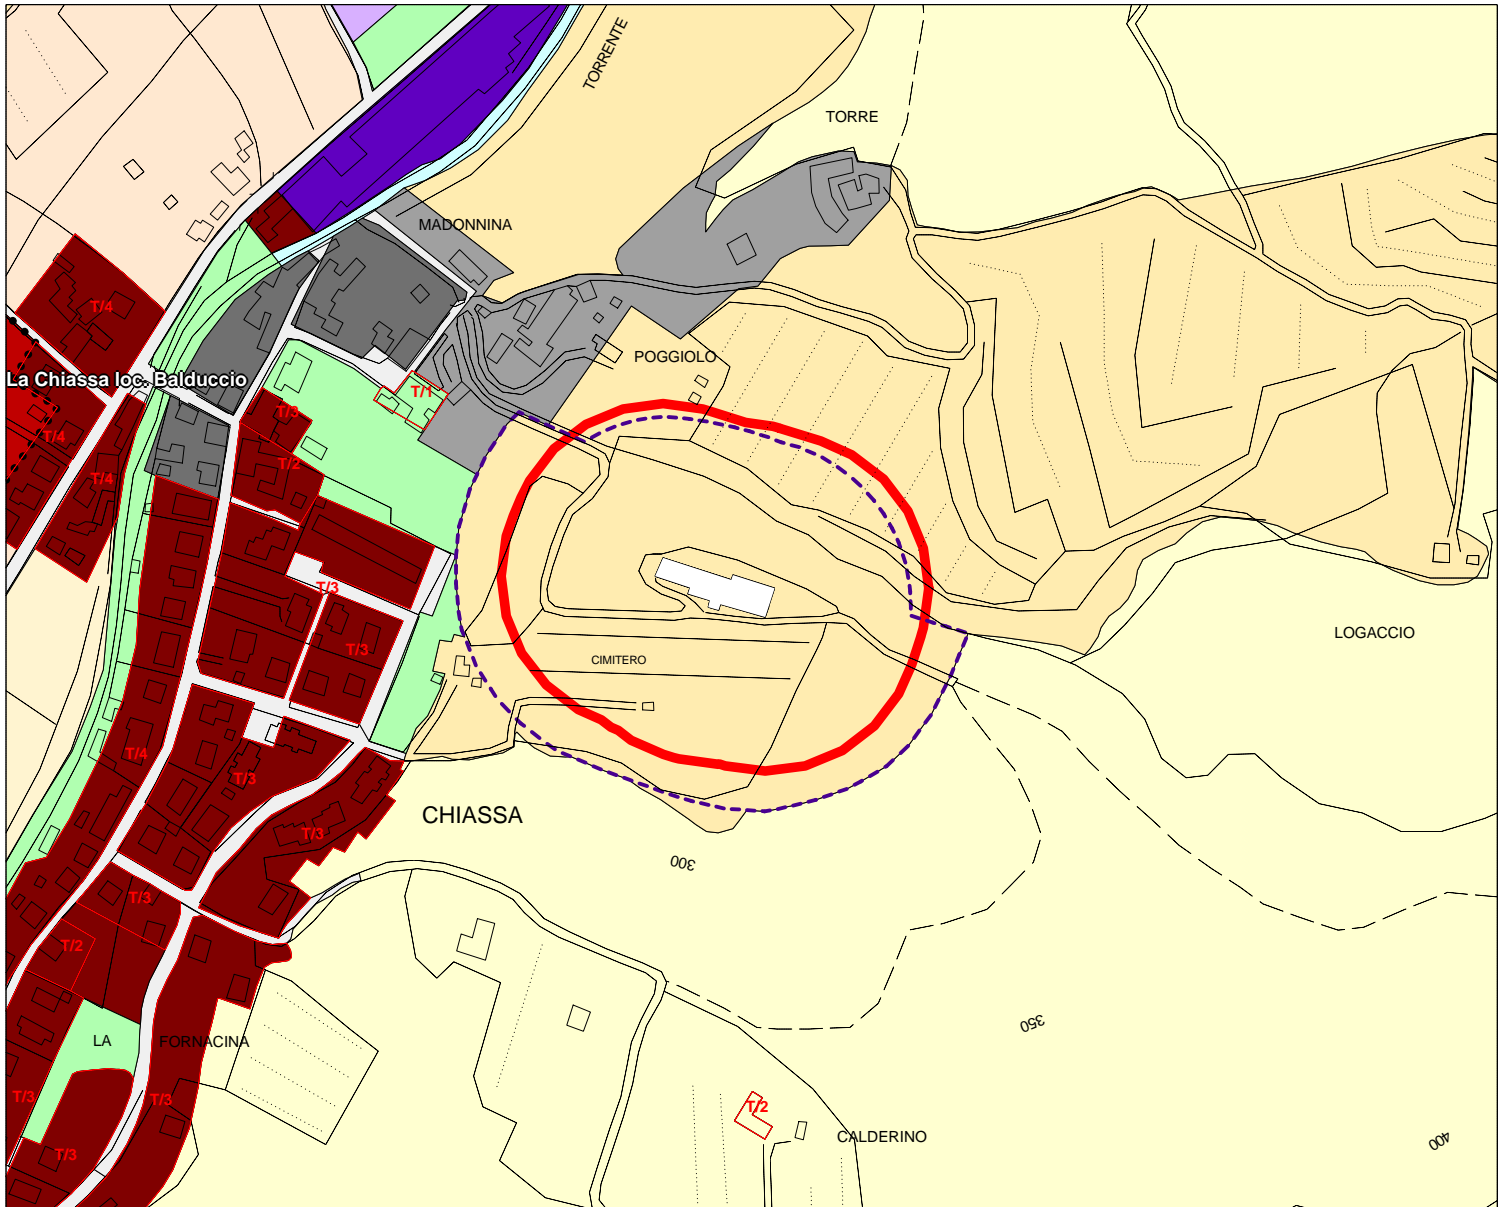 TORRENTE
TORRE
MADONNINA
T/4
POGGIOLO
La Chiassa loc. Balduccio
T/1
T/3
T/4
T/2
T/4
T/3
LOGACCIO
T/3
CIMITERO
T/4
T/3
CHIASSA
T/3
300
T/3
T/2
350
LA FORNACINA
T/3
T/3
T/2
CALDERINO
400
T/3